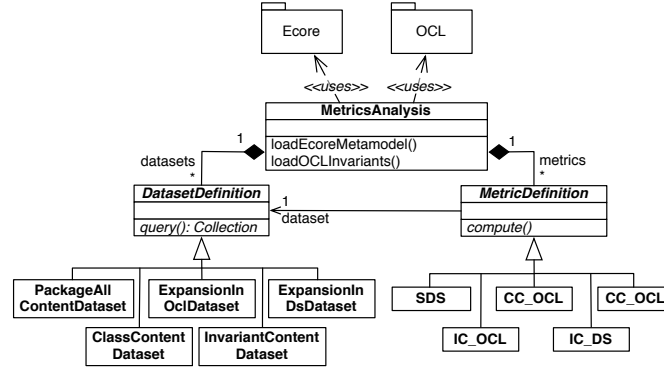 Ecore
OCL
<<uses>>
<<uses>>
MetricsAnalysis
loadEcoreMetamodel()
loadOCLInvariants()
1
1
datasets
*
metrics
*
DatasetDefinition
query(): Collection
1
dataset
MetricDefinition
compute()
PackageAll
ContentDataset
ExpansionIn
OclDataset
ExpansionIn
DsDataset
ClassContent
Dataset
InvariantContent
Dataset
SDS
CC_OCL
CC_OCL
IC_OCL
IC_DS